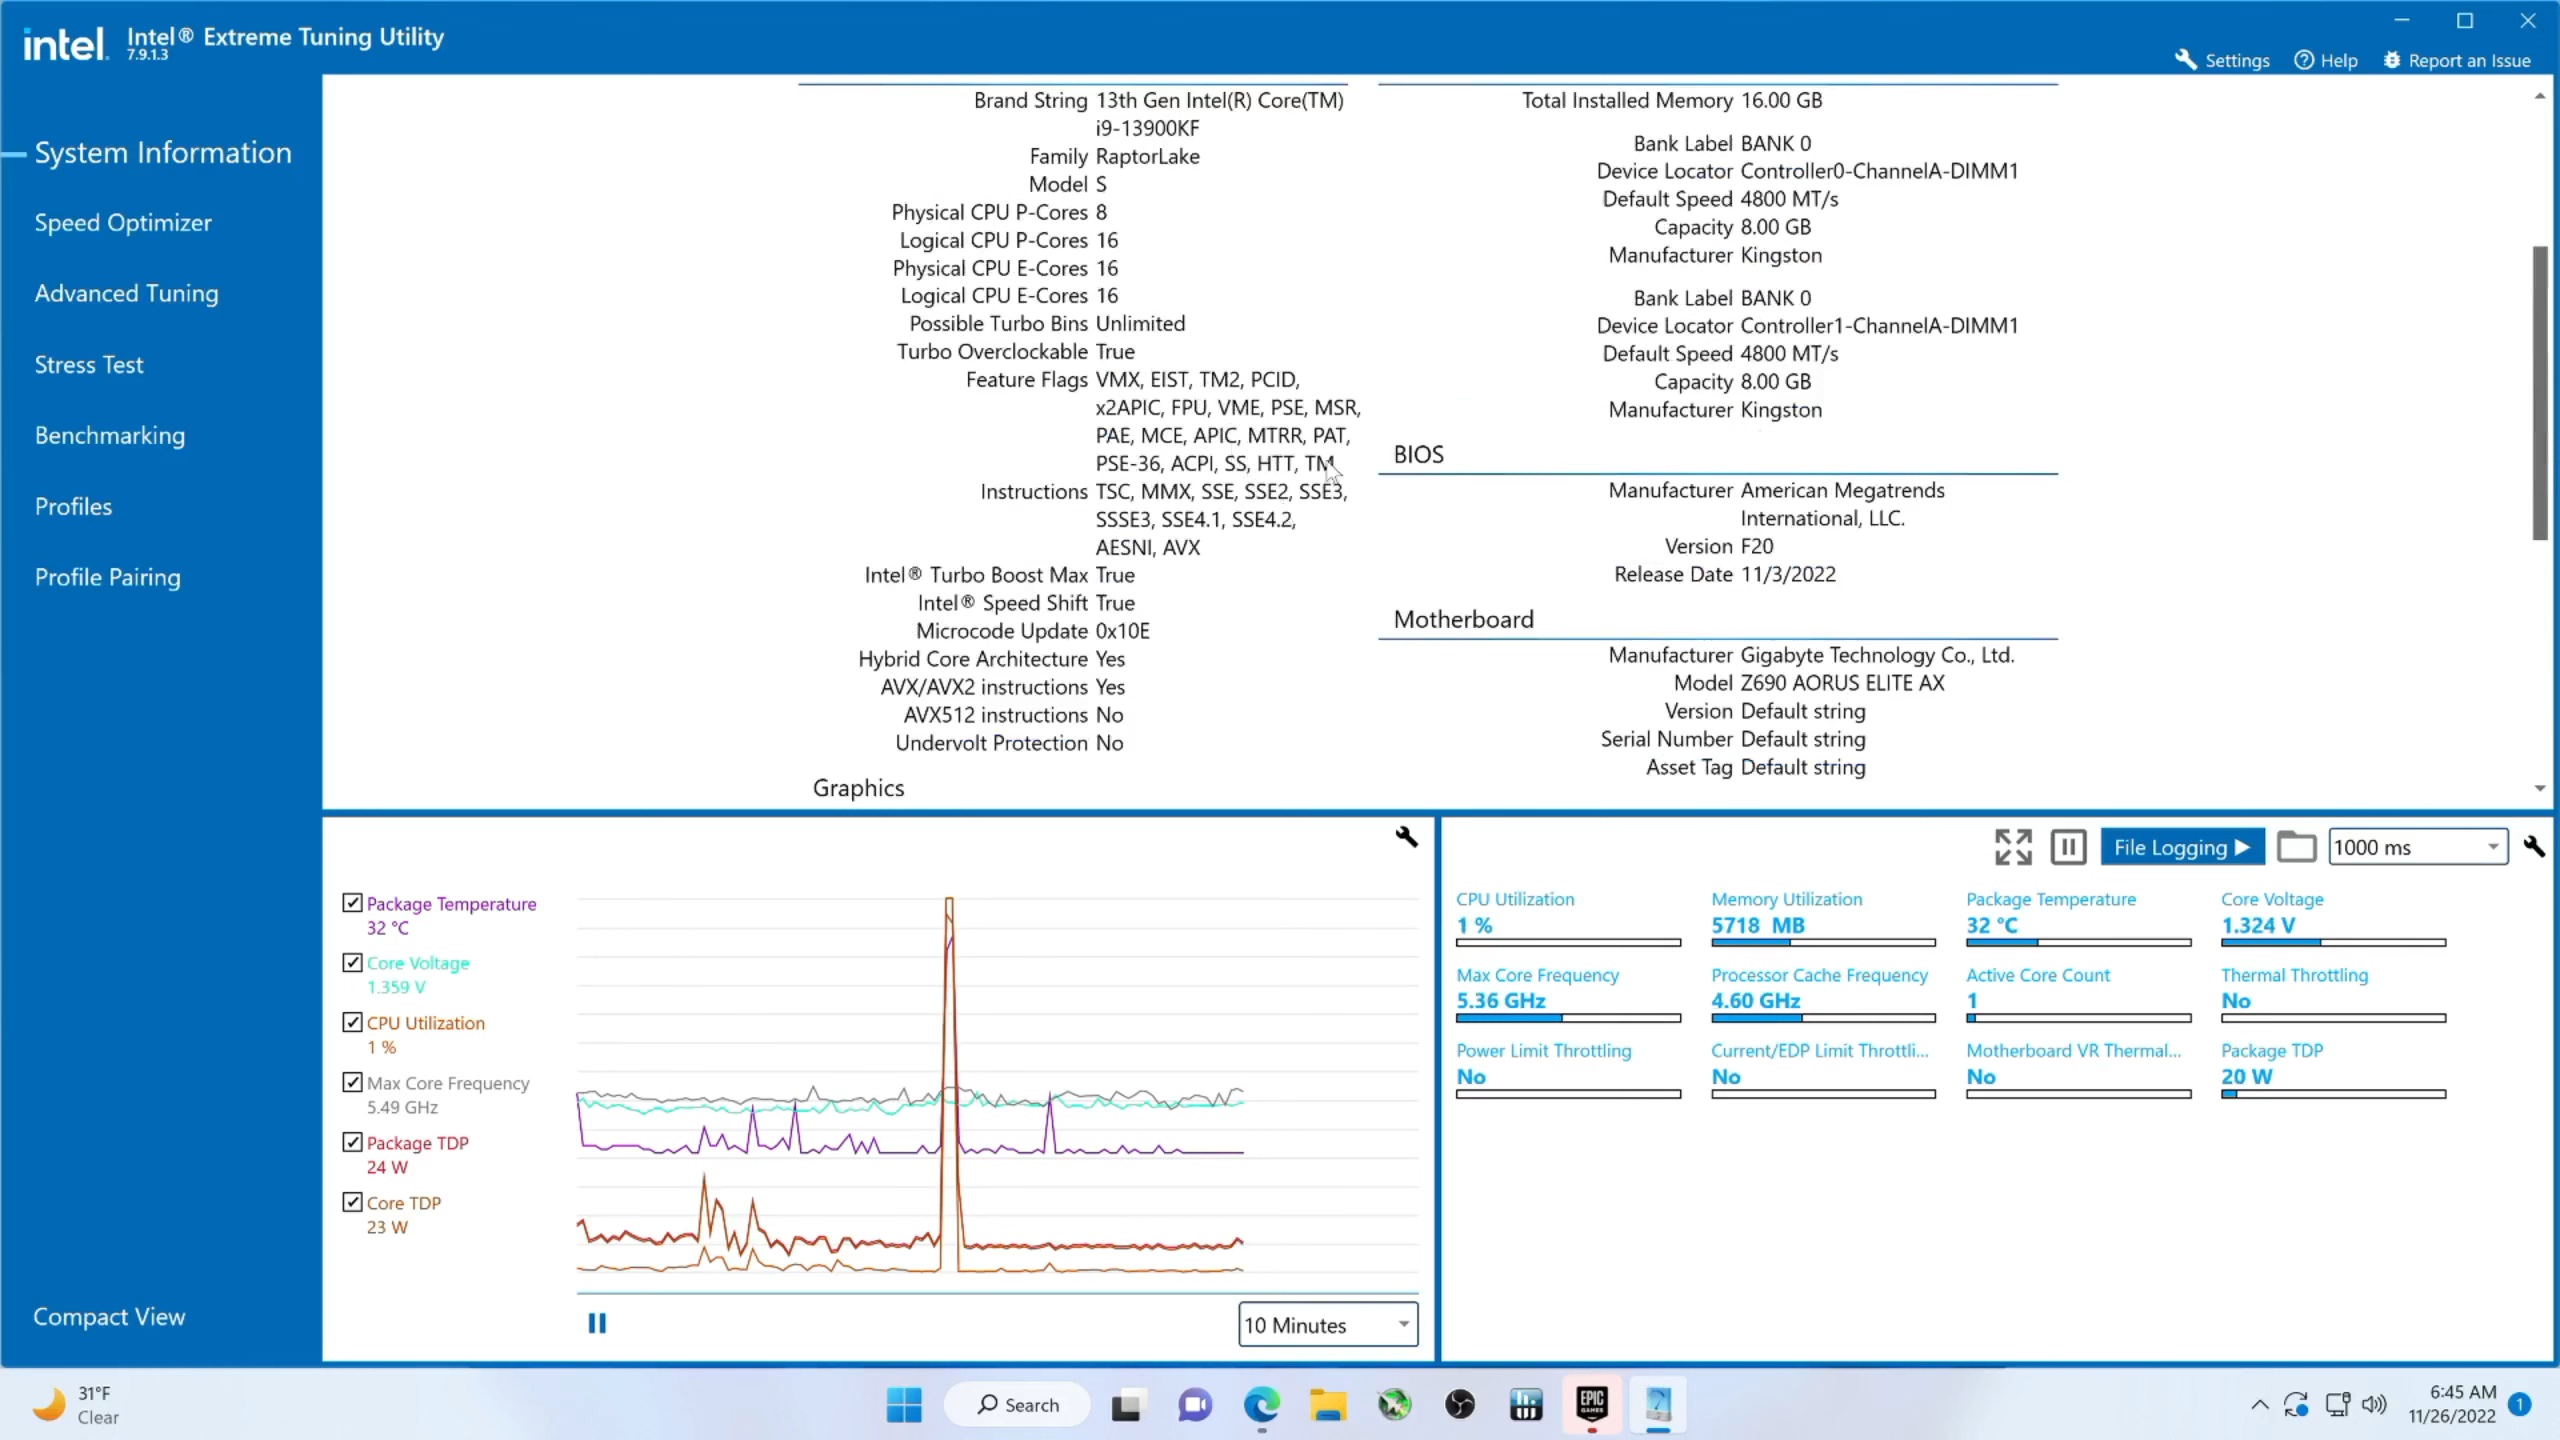 intel.
Intel® Extreme Tuning Utility
7.9.1.3
Settings
Help
Report an Issue
System Information
Speed Optimizer
Advanced Tuning
Stress Test
Benchmarking
Profiles
Profile Pairing
Compact View
Brand String 13th Gen Intel(R) Core(TM)
i9-13900KF
Family RaptorLake
Model S
Physical CPU P-Cores 8
Logical CPU P-Cores 16
Physical CPU E-Cores 16
Logical CPU E-Cores 16
Possible Turbo Bins Unlimited
Turbo Overclockable True
Feature Flags VMX, EIST, TM2, PCID,
x2APIC, FPU, VME, PSE, MSR,
PAE, MCE, APIC, MTRR, PAT,
PSE-36, ACPI, SS, HTT, TM
Instructions TSC, MMX, SSE, SSE2, SSE3,
SSSE3, SSE4.1, SSE4.2,
AESNI, AVX
Intel® Turbo Boost Max True
Intel® Speed Shift True
Microcode Update 0x10E
Hybrid Core Architecture Yes
AVX/AVX2 instructions Yes
AVX512 instructions No
Undervolt Protection No
Graphics
Total Installed Memory 16.00 GB
Bank Label BANK 0
Device Locator Controller0-ChannelA-DIMM1
Default Speed 4800 MT/s
Capacity 8.00 GB
Manufacturer Kingston
Bank Label BANK 0
Device Locator Controller1-ChannelA-DIMM1
Default Speed 4800 MT/s
Capacity 8.00 GB
Manufacturer Kingston
BIOS
Manufacturer American Megatrends
International, LLC.
Version F20
Release Date 11/3/2022
Motherboard
Manufacturer Gigabyte Technology Co., Ltd.
Model Z690 AORUS ELITE AX
Version Default string
Serial Number Default string
Asset Tag Default string
Package Temperature
32 °C
Core Voltage
1.359 V
CPU Utilization
1 %
Max Core Frequency
5.49 GHz
Package TDP
24 W
Core TDP
23 W
10 Minutes
File Logging
1000 ms
CPU Utilization
1 %
Memory Utilization
5718 MB
Package Temperature
32 °C
Core Voltage
1.324 V
Max Core Frequency
5.36 GHz
Processor Cache Frequency
4.60 GHz
Active Core Count
1
Thermal Throttling
No
Power Limit Throttling
No
Current/EDP Limit Throttli...
No
Motherboard VR Thermal...
No
Package TDP
20 W
31°F
Clear
Search
EPIC
GAMES
6:45 AM
11/26/2022
1